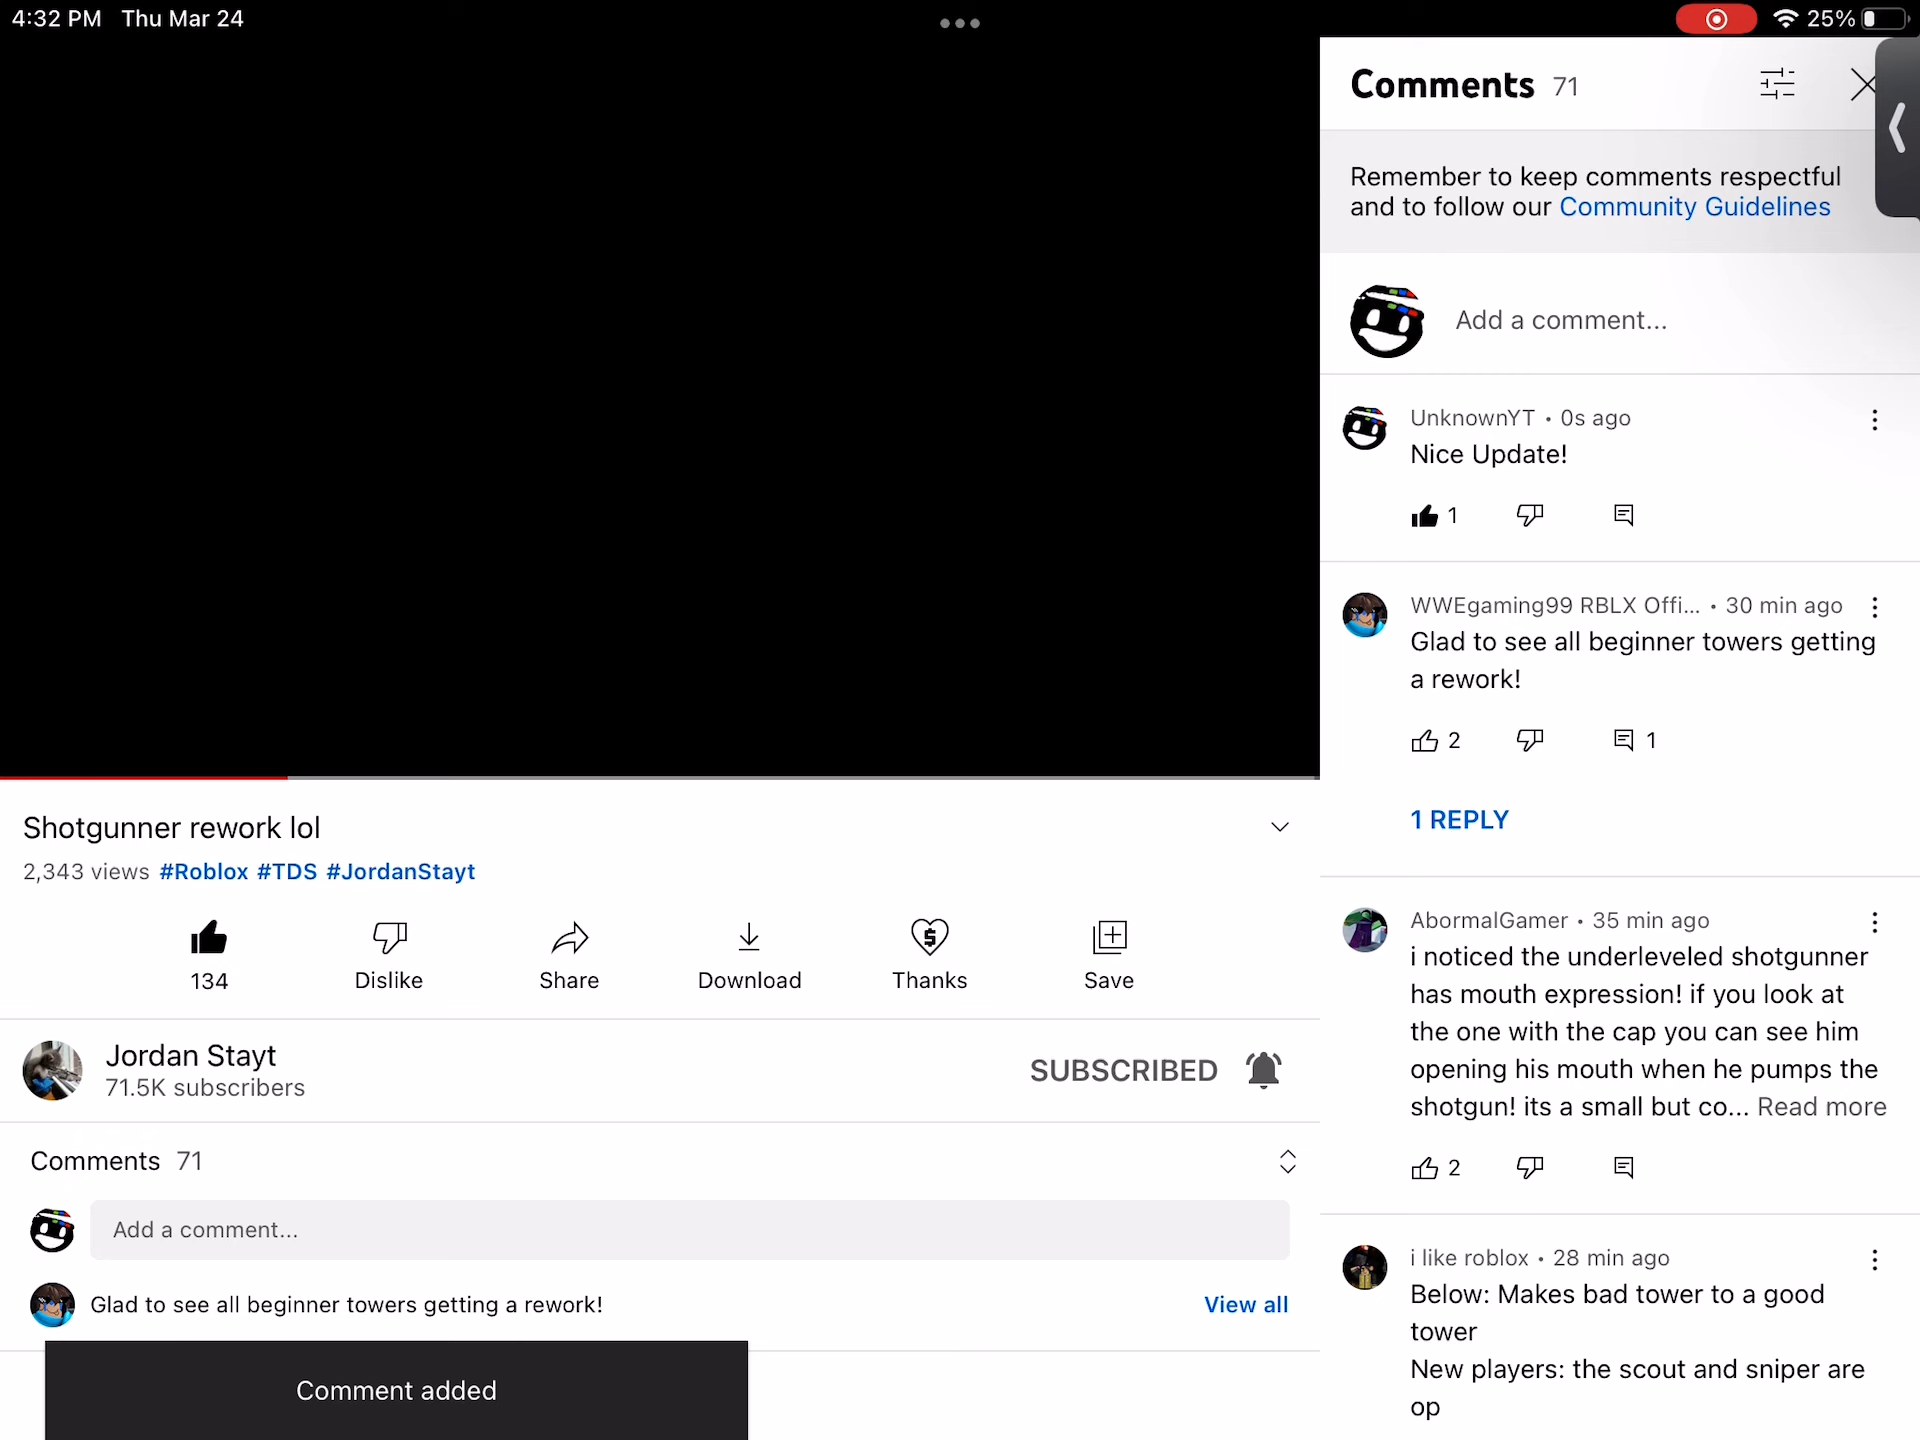 4:32 PM Thu Mar 24
25%
Shotgunner rework lol
2,343 views #Roblox #TDS #JordanStayt
134
Dislike
Share
Download
Thanks
Save
Jordan Stayt
71.5K subscribers
SUBSCRIBED
Comments 71
Add a comment...
Glad to see all beginner towers getting a rework!
View all
Comment added
Comments 71
Remember to keep comments respectful
and to follow our Community Guidelines
Add a comment...
UnknownYT • 0s ago
Nice Update!
1
WWEgaming99 RBLX Offi... • 30 min ago
Glad to see all beginner towers getting
a rework!
2
1
1 REPLY
AbormalGamer • 35 min ago
i noticed the underleveled shotgunner
has mouth expression! if you look at
the one with the cap you can see him
opening his mouth when he pumps the
shotgun! its a small but co... Read more
2
i like roblox • 28 min ago
Below: Makes bad tower to a good
tower
New players: the scout and sniper are
op